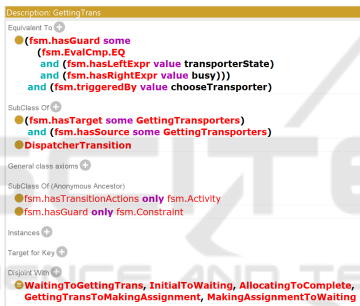 Description: GettingTrans
Equivalent To
(fsm.hasGuard some
(fsm.EvalCmp.EQ
and (fsm.hasLeftExpr value transporterState)
and (fsm.hasRightExpr value busy)))
and (fsm.triggeredBy value chooseTransporter)
SubClass Of
(fsm.hasTarget some GettingTransporters)
and (fsm.hasSource some GettingTransporters)
DispatcherTransition
General class axioms
SubClass Of (Anonymous Ancestor)
fsm.hasTransitionActions only fsm.Activity
fsm.hasGuard only fsm.Constraint
Instances
Target for Key
Disjoint With
WaitingToGettingTrans, InitialToWaiting, AllocatingToComplete,
GettingTransToMakingAssignment, MakingAssignmentToWaiting